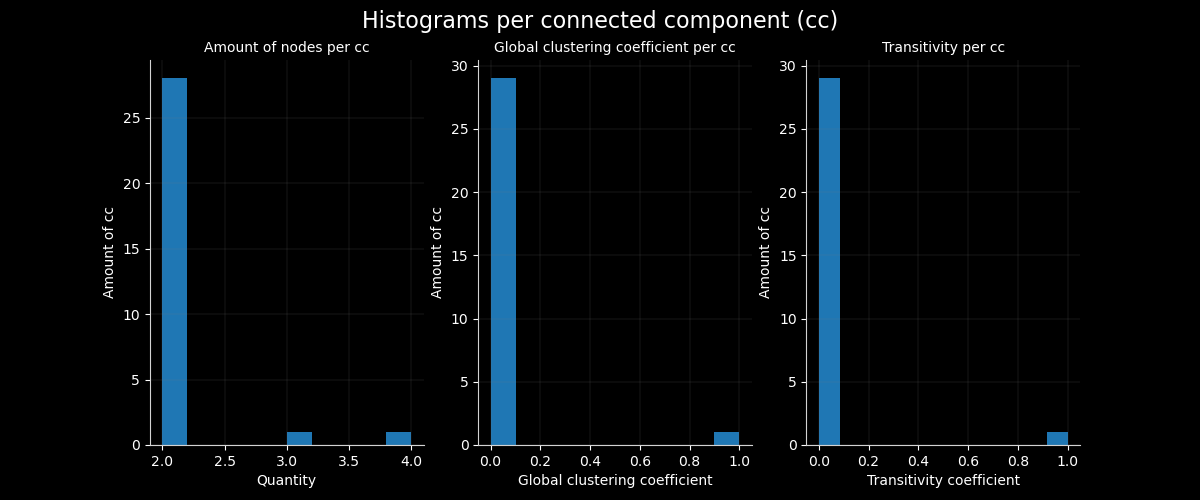 Histograms per connected component (cc)
Amount of nodes per cc
Global clustering coefficient per cc
Transitivity per cc
Amount of cc
0
5
10
15
20
25
2.0 2.5 3.0 3.5 4.0
Quantity
Amount of cc
0
5
10
15
20
25
30
0.0 0.2 0.4 0.6 0.8 1.0
Global clustering coefficient
Amount of cc
0
5
10
15
20
25
30
0.0 0.2 0.4 0.6 0.8 1.0
Transitivity coefficient